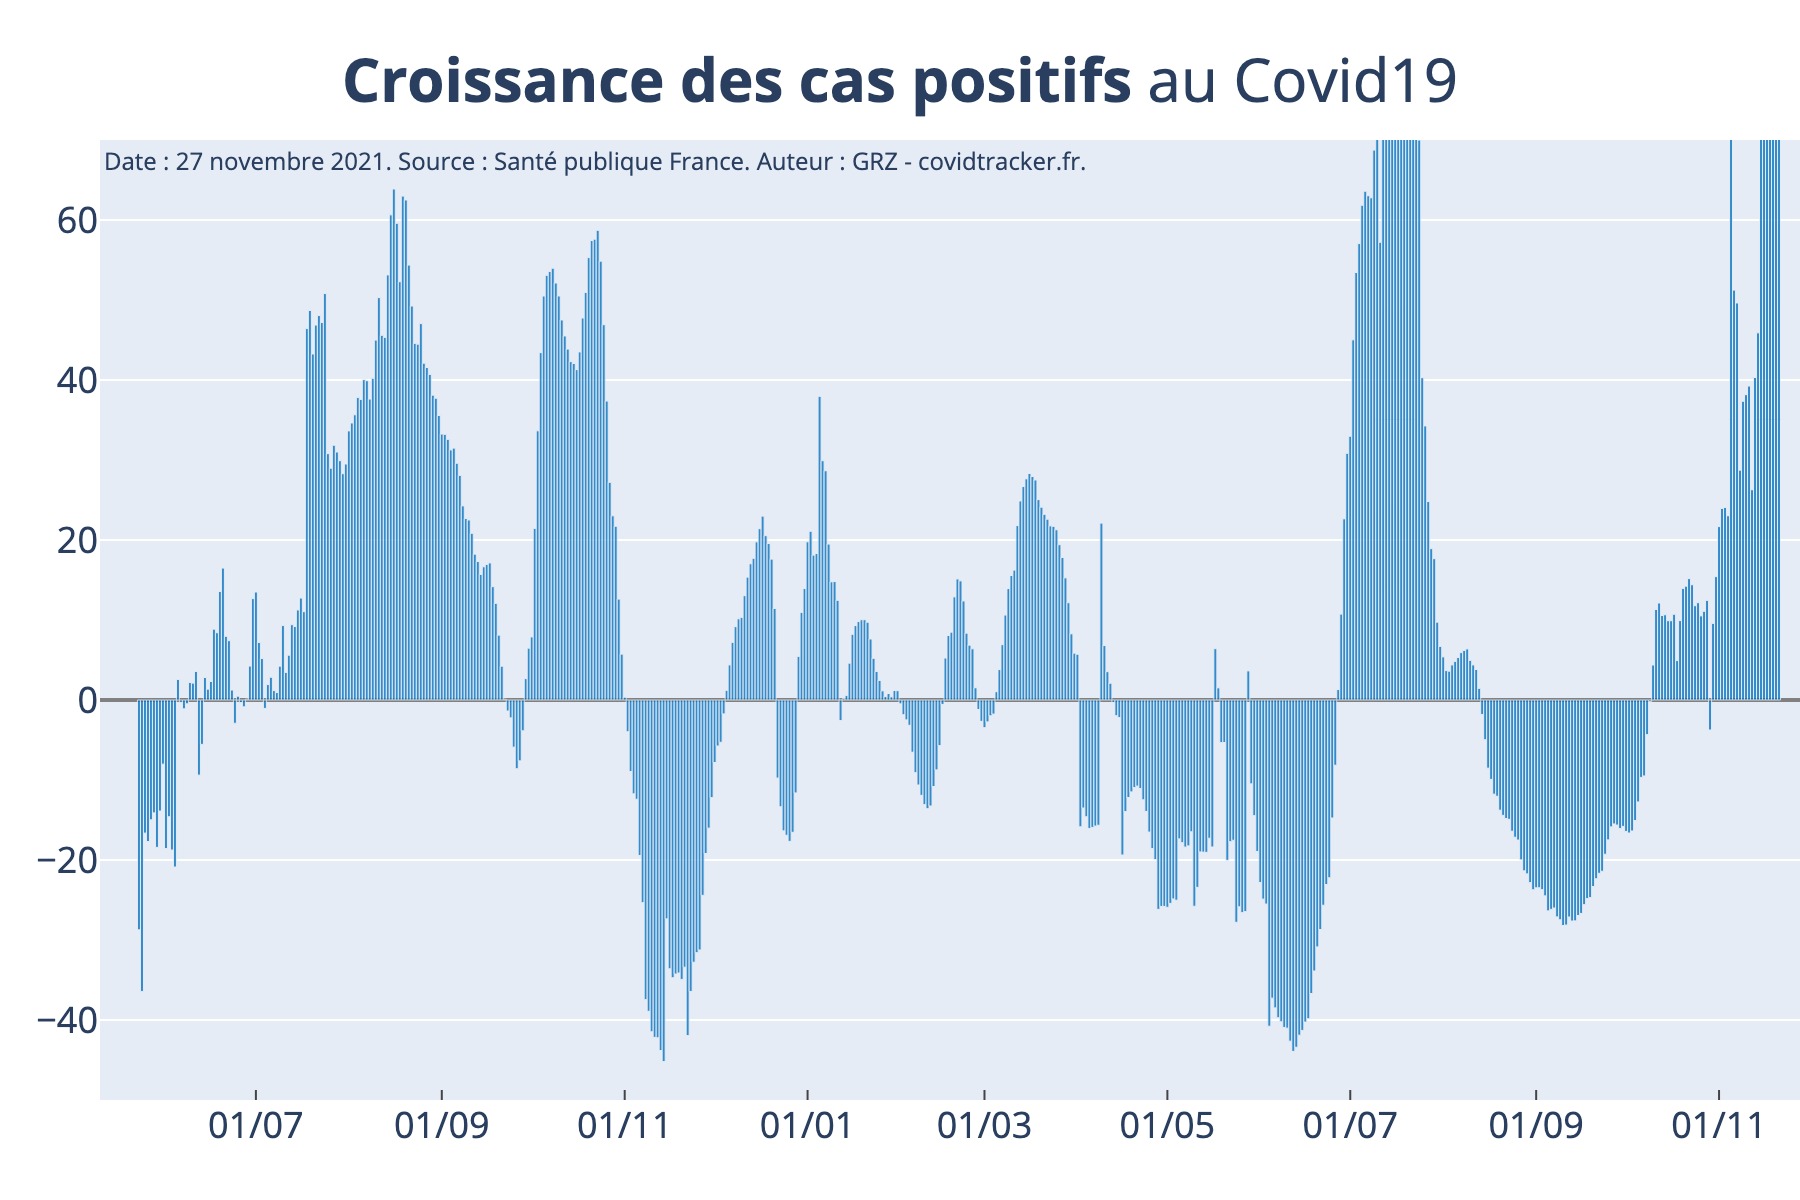 Croissance des cas positifs au Covid19
Date : 27 novembre 2021. Source : Santé publique France. Auteur : GRZ - covidtracker.fr.
60
40
20
0
−20
−40
01/07 01/09 01/11 01/01 01/03 01/05 01/07 01/09 01/11